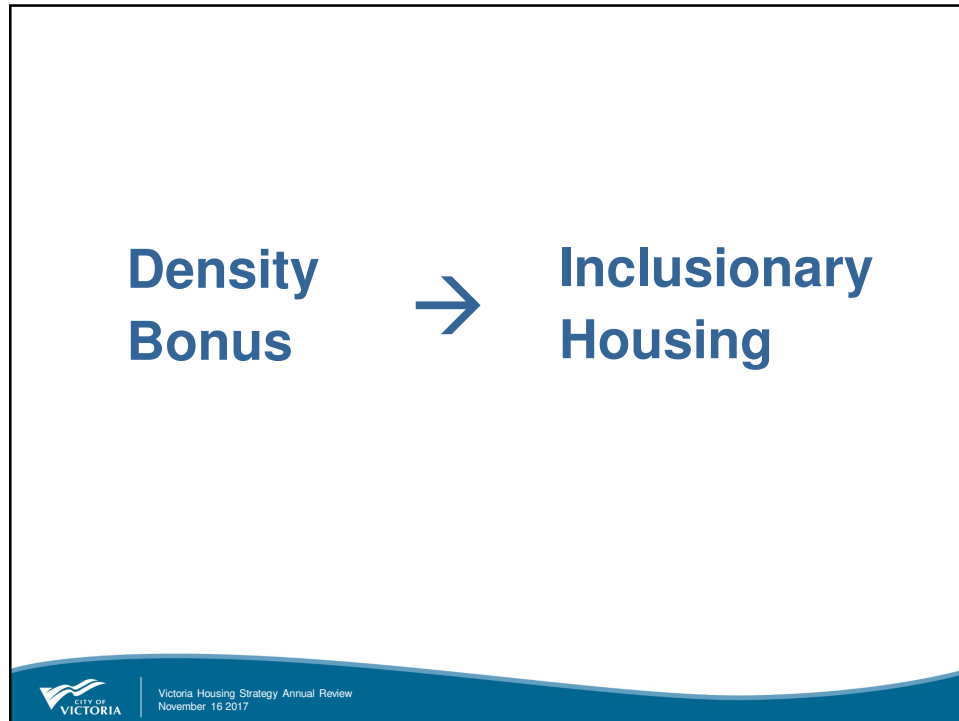 Density
Bonus
→
Inclusionary
Housing
CITY OF
VICTORIA
Victoria Housing Strategy Annual Review
November 16 2017